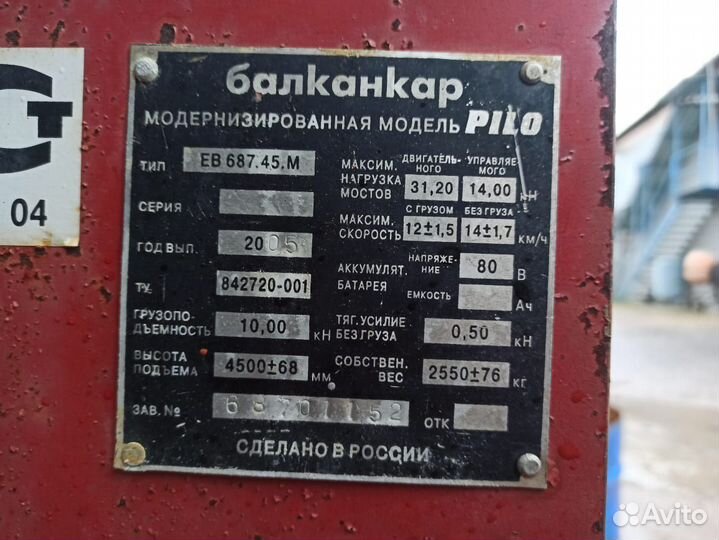 G т
04
балканкар
МОДЕРНИЗИРОВАННАЯ МОДЕЛЬ PILO
ТИП ЕВ 687.45.М
СЕРИЯ
ГОД ВЫП. 2005
ТУ. 842720-001
ГРУЗОПО-
ДЪЕМНОСТЬ 10,00 кН
ВЫСОТА
ПОДЪЕМА 4500±68 мм
ЗАВ. №
МАКСИМ.
НАГРУЗКА
МОСТОВ
ДВИГАТЕЛЬ-
НОГО
31,20
УПРАВЛЯЕ
МОГО
14,00 кН
МАКСИМ.
СКОРОСТЬ
С ГРУЗОМ
12±1,5
БЕЗ ГРУЗА
14±1,7 км/ч
АККУМУЛЯТ.
БАТАРЕЯ
НАПРЯЖЕ-
НИЕ 80 В
ЕМКОСТЬ Ач
ТЯГ. УСИЛИЕ
БЕЗ ГРУЗА 0,50 кН
СОБСТВЕН.
ВЕС 2550±76 кг
ОТК
СДЕЛАНО В РОССИИ
Avito